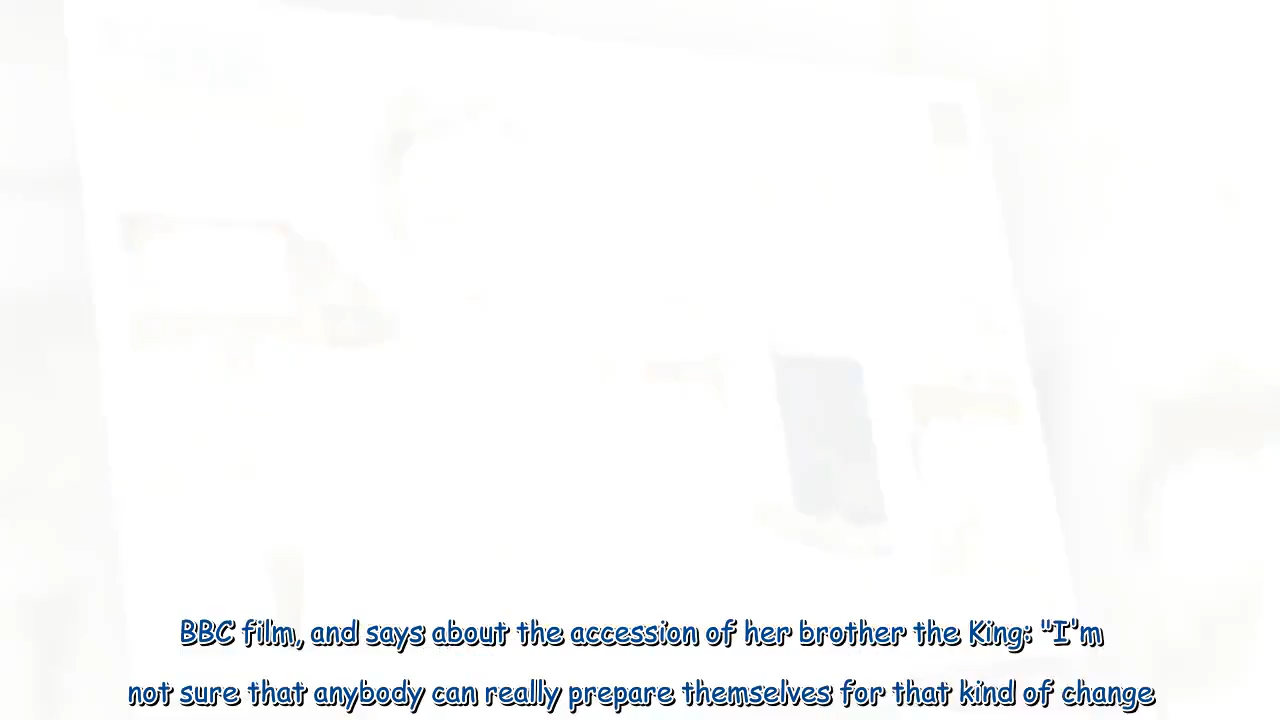 BBC film, and says about the accession of her brother the King: "I'm
not sure that anybody can really prepare themselves for that kind of change